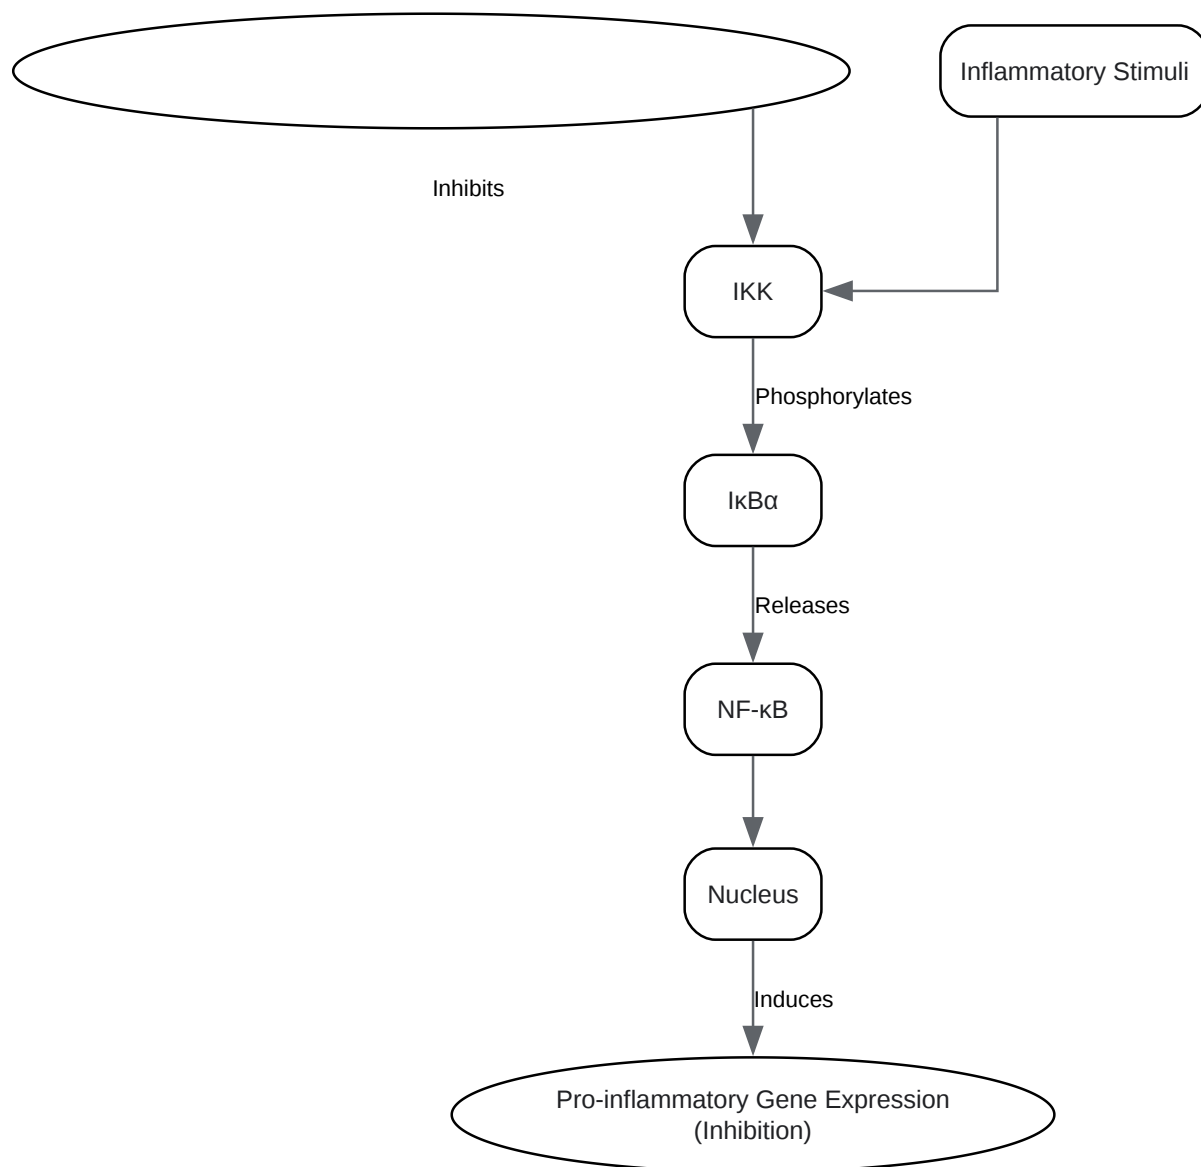 Inflammatory Stimuli
Inhibits
IKK
Phosphorylates
IκBα
Releases
NF-κB
Nucleus
Induces
Pro-inflammatory Gene Expression
(Inhibition)